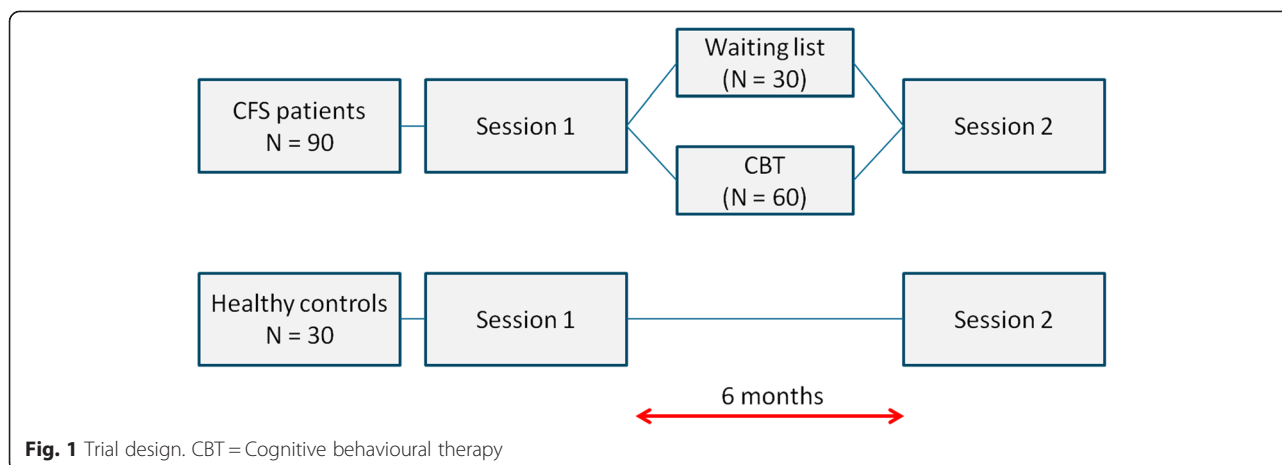 Waiting list
(N = 30)
CFS patients
N = 90
Session 1
Session 2
CBT
(N = 60)
Healthy controls
N = 30
Session 1
Session 2
6 months
Fig. 1 Trial design. CBT = Cognitive behavioural therapy